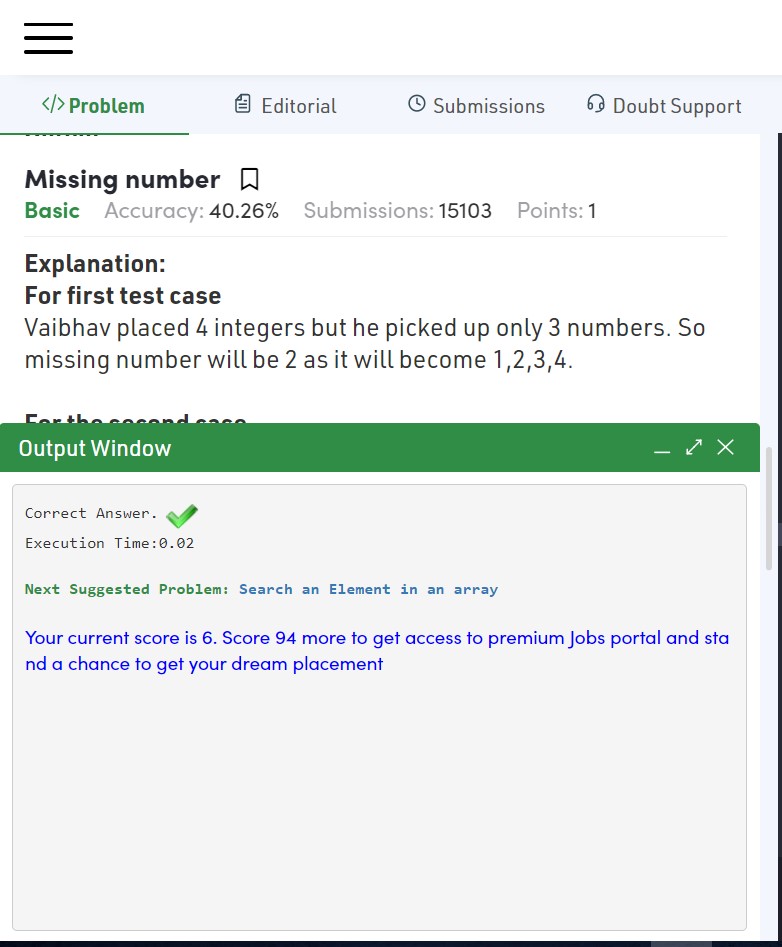 </> Problem
Editorial
Submissions
Doubt Support
Missing number
Basic Accuracy: 40.26% Submissions: 15103 Points: 1
Explanation:
For first test case
Vaibhav placed 4 integers but he picked up only 3 numbers. So
missing number will be 2 as it will become 1,2,3,4.
For the second case
Output Window
Correct Answer.
Execution Time:0.02
Next Suggested Problem: Search an Element in an array
Your current score is 6. Score 94 more to get access to premium Jobs portal and sta
nd a chance to get your dream placement